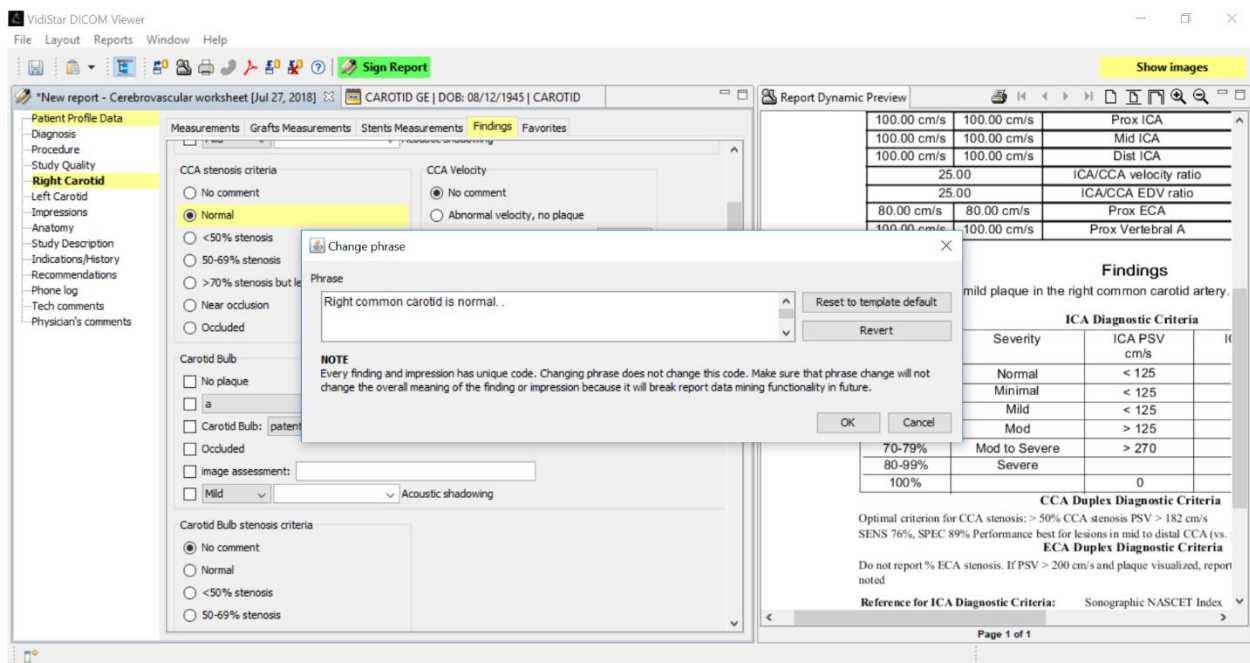 VidiStar DICOM Viewer
File Layout Reports Window Help
Sign Report
Show images
*New report - Cerebrovascular worksheet [Jul 27, 2018]
CAROTID GE | DOB: 08/12/1945 | CAROTID
Report Dynamic Preview
Patient Profile Data
Diagnosis
Procedure
Study Quality
Right Carotid
Left Carotid
Impressions
Anatomy
Study Description
Indications/History
Recommendations
Phone log
Tech comments
Physician's comments
Measurements Grafts Measurements Stents Measurements Findings Favorites
CCA stenosis criteria
No comment
Normal
<50% stenosis
50-69% stenosis
>70% stenosis but le
Near occlusion
Occluded
CCA Velocity
No comment
Abnormal velocity, no plaque
Carotid Bulb
No plaque
a
Carotid Bulb: patent
Occluded
image assessment:
Mild Acoustic shadowing
Carotid Bulb stenosis criteria
No comment
Normal
<50% stenosis
50-69% stenosis
Change phrase
Phrase
Right common carotid is normal. .
Reset to template default
Revert
NOTE
Every finding and impression has unique code. Changing phrase does not change this code. Make sure that phrase change will not
change the overall meaning of the finding or impression because it will break report data mining functionality in future.
OK Cancel
100.00 cm/s 100.00 cm/s Prox ICA
100.00 cm/s 100.00 cm/s Mid ICA
100.00 cm/s 100.00 cm/s Dist ICA
25.00 ICA/CCA velocity ratio
25.00 ICA/CCA EDV ratio
80.00 cm/s 80.00 cm/s Prox ECA
100.00 cm/s 100.00 cm/s Prox Vertebral A
Findings
mild plaque in the right common carotid artery.
ICA Diagnostic Criteria
Severity ICA PSV
cm/s
Normal < 125
Minimal < 125
Mild < 125
Mod > 125
70-79% Mod to Severe > 270
80-99% Severe
100% 0
CCA Duplex Diagnostic Criteria
Optimal criterion for CCA stenosis: > 50% CCA stenosis PSV > 182 cm/s
SENS 76%, SPEC 89% Performance best for lesions in mid to distal CCA (vs.
ECA Duplex Diagnostic Criteria
Do not report % ECA stenosis. If PSV > 200 cm/s and plaque visualized, report
noted
Reference for ICA Diagnostic Criteria: Sonographic NASCET Index
Page 1 of 1